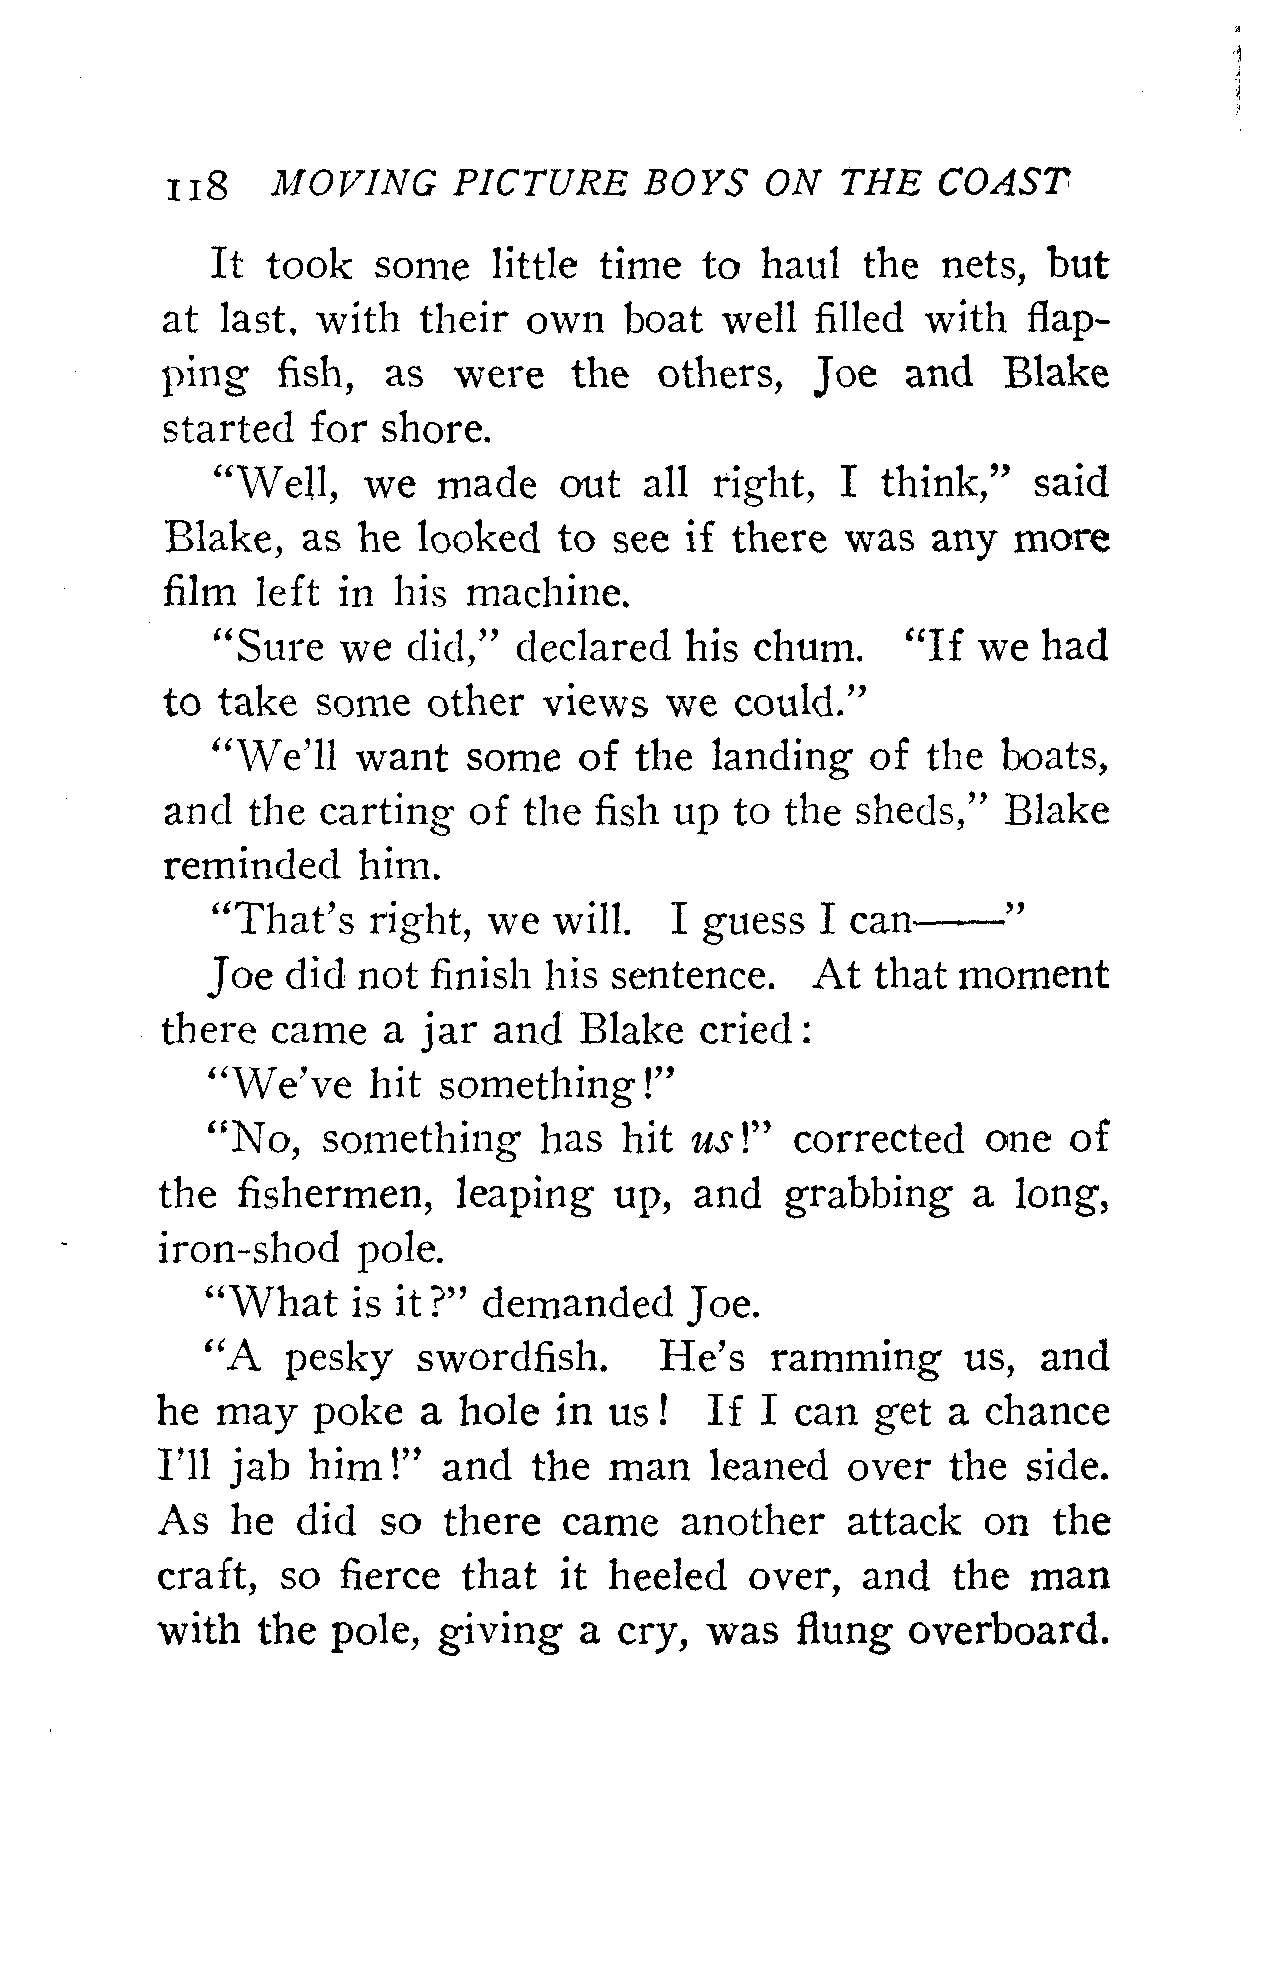 118 MOVING PICTURE BOYS ON THE COAST
It took some little time to haul the nets, but
at last, with their own boat well filled with flap-
ping fish, as were the others, Joe and Blake
started for shore.
“Well, we made out all right, I think,” said
Blake, as he looked to see if there was any more
film left in his machine.
“Sure we did,” declared his chum. “If we had
to take some other views we could.”
“We’ll want some of the landing of the boats,
and the carting of the fish up to the sheds,” Blake
reminded him.
“That’s right, we will. I guess I can——”
Joe did not finish his sentence. At that moment
there came a jar and Blake cried:
“We’ve hit something!”
“No, something has hit us!” corrected one of
the fishermen, leaping up, and grabbing a long,
iron-shod pole.
“What is it?” demanded Joe.
“A pesky swordfish. He’s ramming us, and
he may poke a hole in us! If I can get a chance
I’ll jab him!” and the man leaned over the side.
As he did so there came another attack on the
craft, so fierce that it heeled over, and the man
with the pole, giving a cry, was flung overboard.